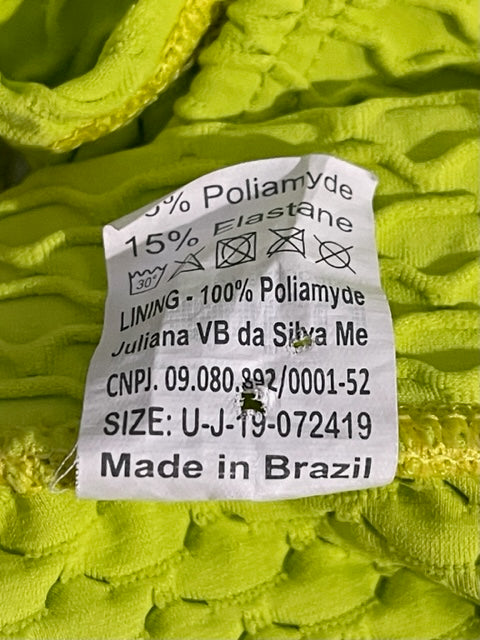 % Poliamyde
15% Elastane
30°
LINING - 100% Poliamyde
Juliana VB da Silva Me
CNPJ. 09.080.892/0001-52
SIZE: U-J-19-072419
Made in Brazil